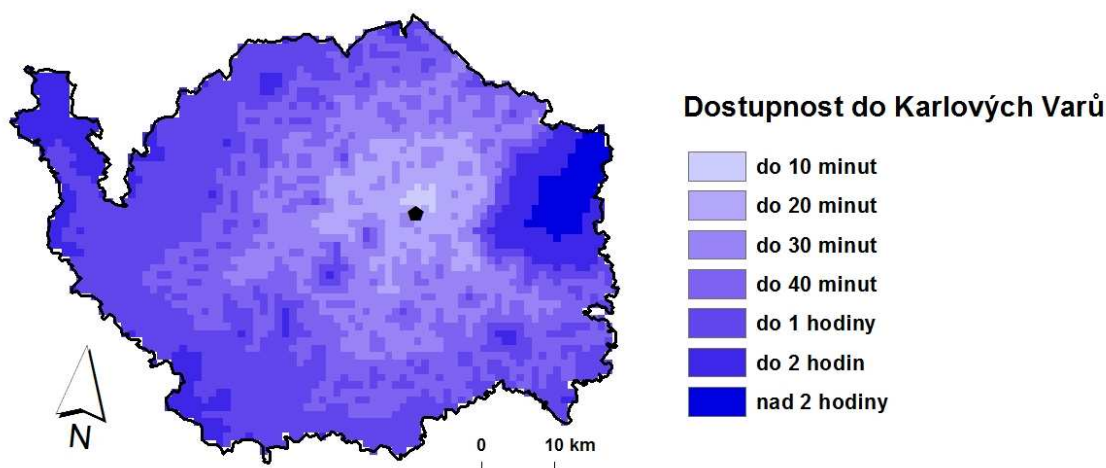 Dostupnost do Karlových Varů
do 10 minut
do 20 minut
do 30 minut
do 40 minut
do 1 hodiny
do 2 hodin
nad 2 hodiny
N
0 10 km